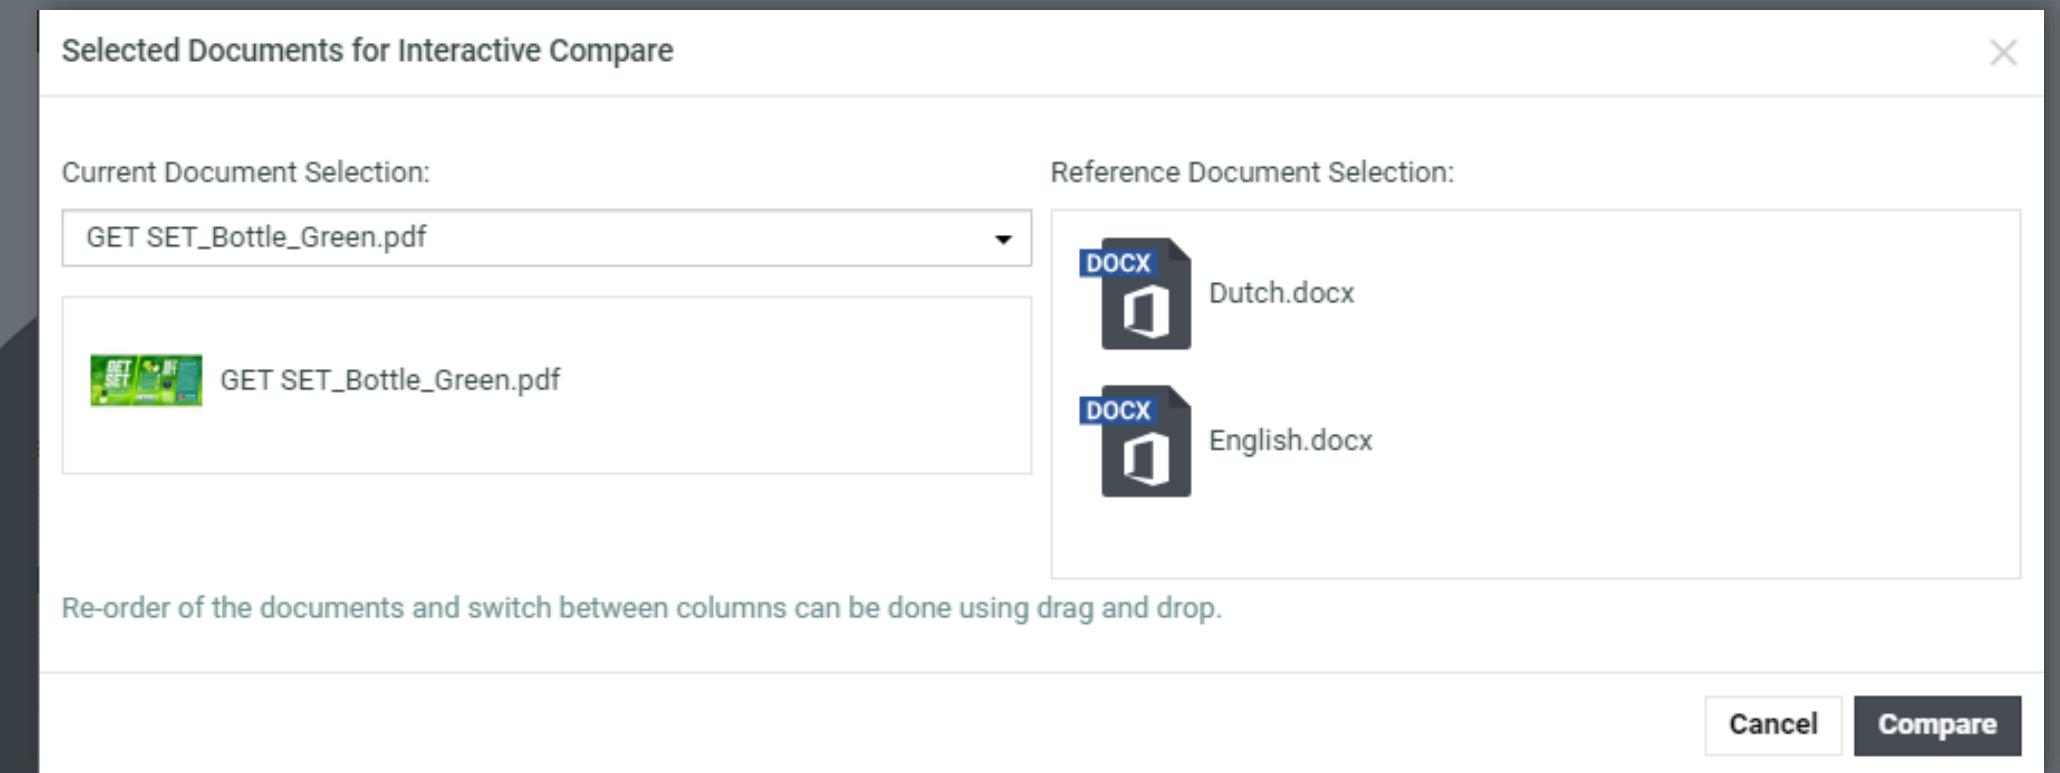 Selected Documents for Interactive Compare
Current Document Selection:
GET SET_Bottle_Green.pdf
GET SET
GET SET_Bottle_Green.pdf
Reference Document Selection:
DOCX
Dutch.docx
DOCX
English.docx
Re-order of the documents and switch between columns can be done using drag and drop.
Cancel
Compare